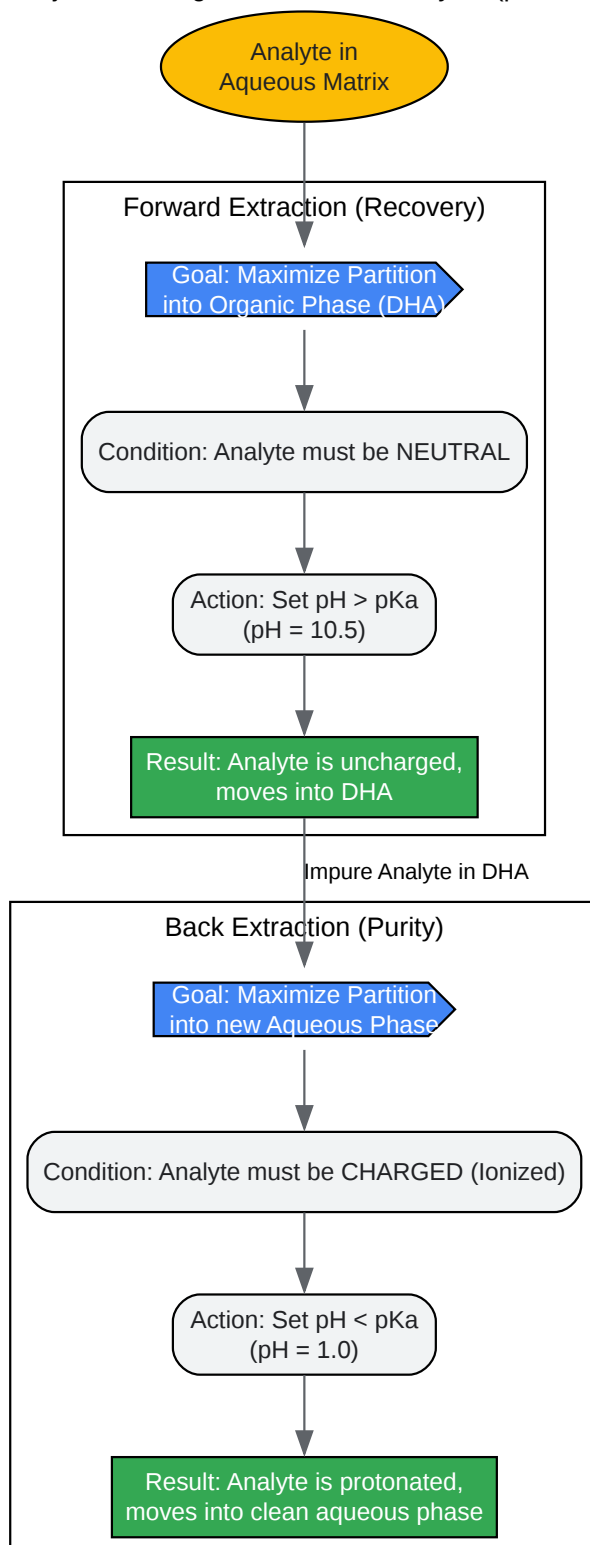 Analyte in
Aqueous Matrix
Forward Extraction (Recovery)
Goal: Maximize Partition
into Organic Phase (DHA)
Condition: Analyte must be NEUTRAL
Action: Set pH > pKa
(pH = 10.5)
Result: Analyte is uncharged,
moves into DHA
Impure Analyte in DHA
Back Extraction (Purity)
Goal: Maximize Partition
into new Aqueous Phase
Condition: Analyte must be CHARGED (Ionized)
Action: Set pH < pKa
(pH = 1.0)
Result: Analyte is protonated,
moves into clean aqueous phase